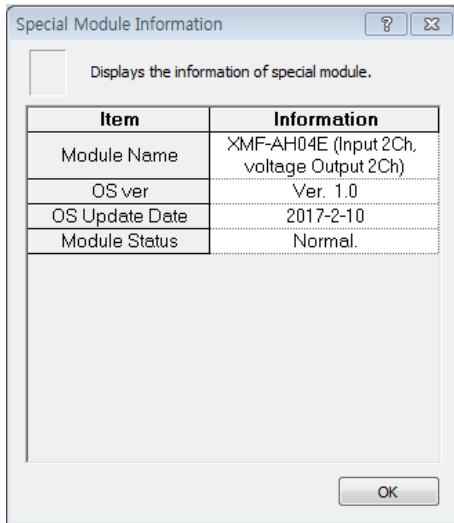 Special Module Information
Displays the information of special module.
Item Information
Module Name XMF-AH04E (Input 2Ch,
voltage Output 2Ch)
OS ver Ver. 1.0
OS Update Date 2017-2-10
Module Status Normal.
OK